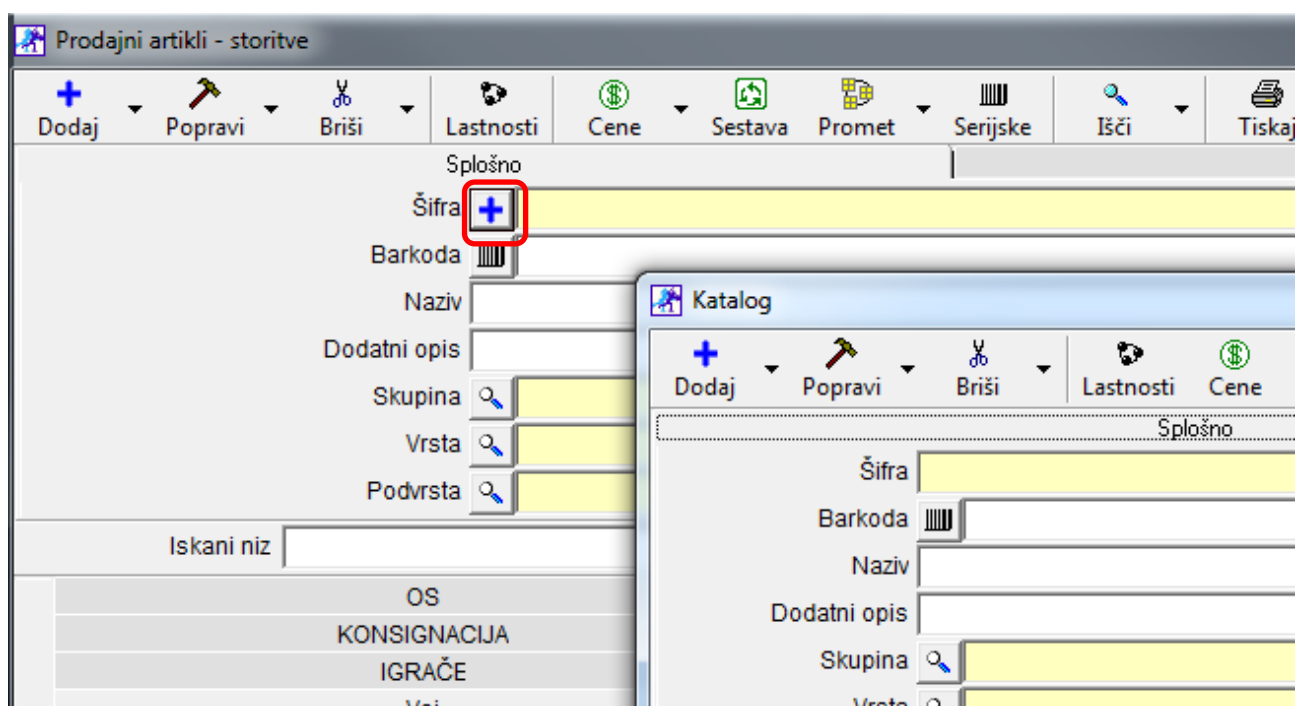 Prodajni artikli - storitve
Dodaj Popravi Briši Lastnosti Cene Sestava Promet Serijske Išči Tiskaj
Splošno
Šifra
Barkoda
Naziv
Dodatni opis
Skupina
Vrsta
Podvrsta
Iskani niz
OS
KONSIGNACIJA
IGRAČE
Katalog
Dodaj Popravi Briši Lastnosti Cene
Splošno
Šifra
Barkoda
Naziv
Dodatni opis
Skupina
Vrsta